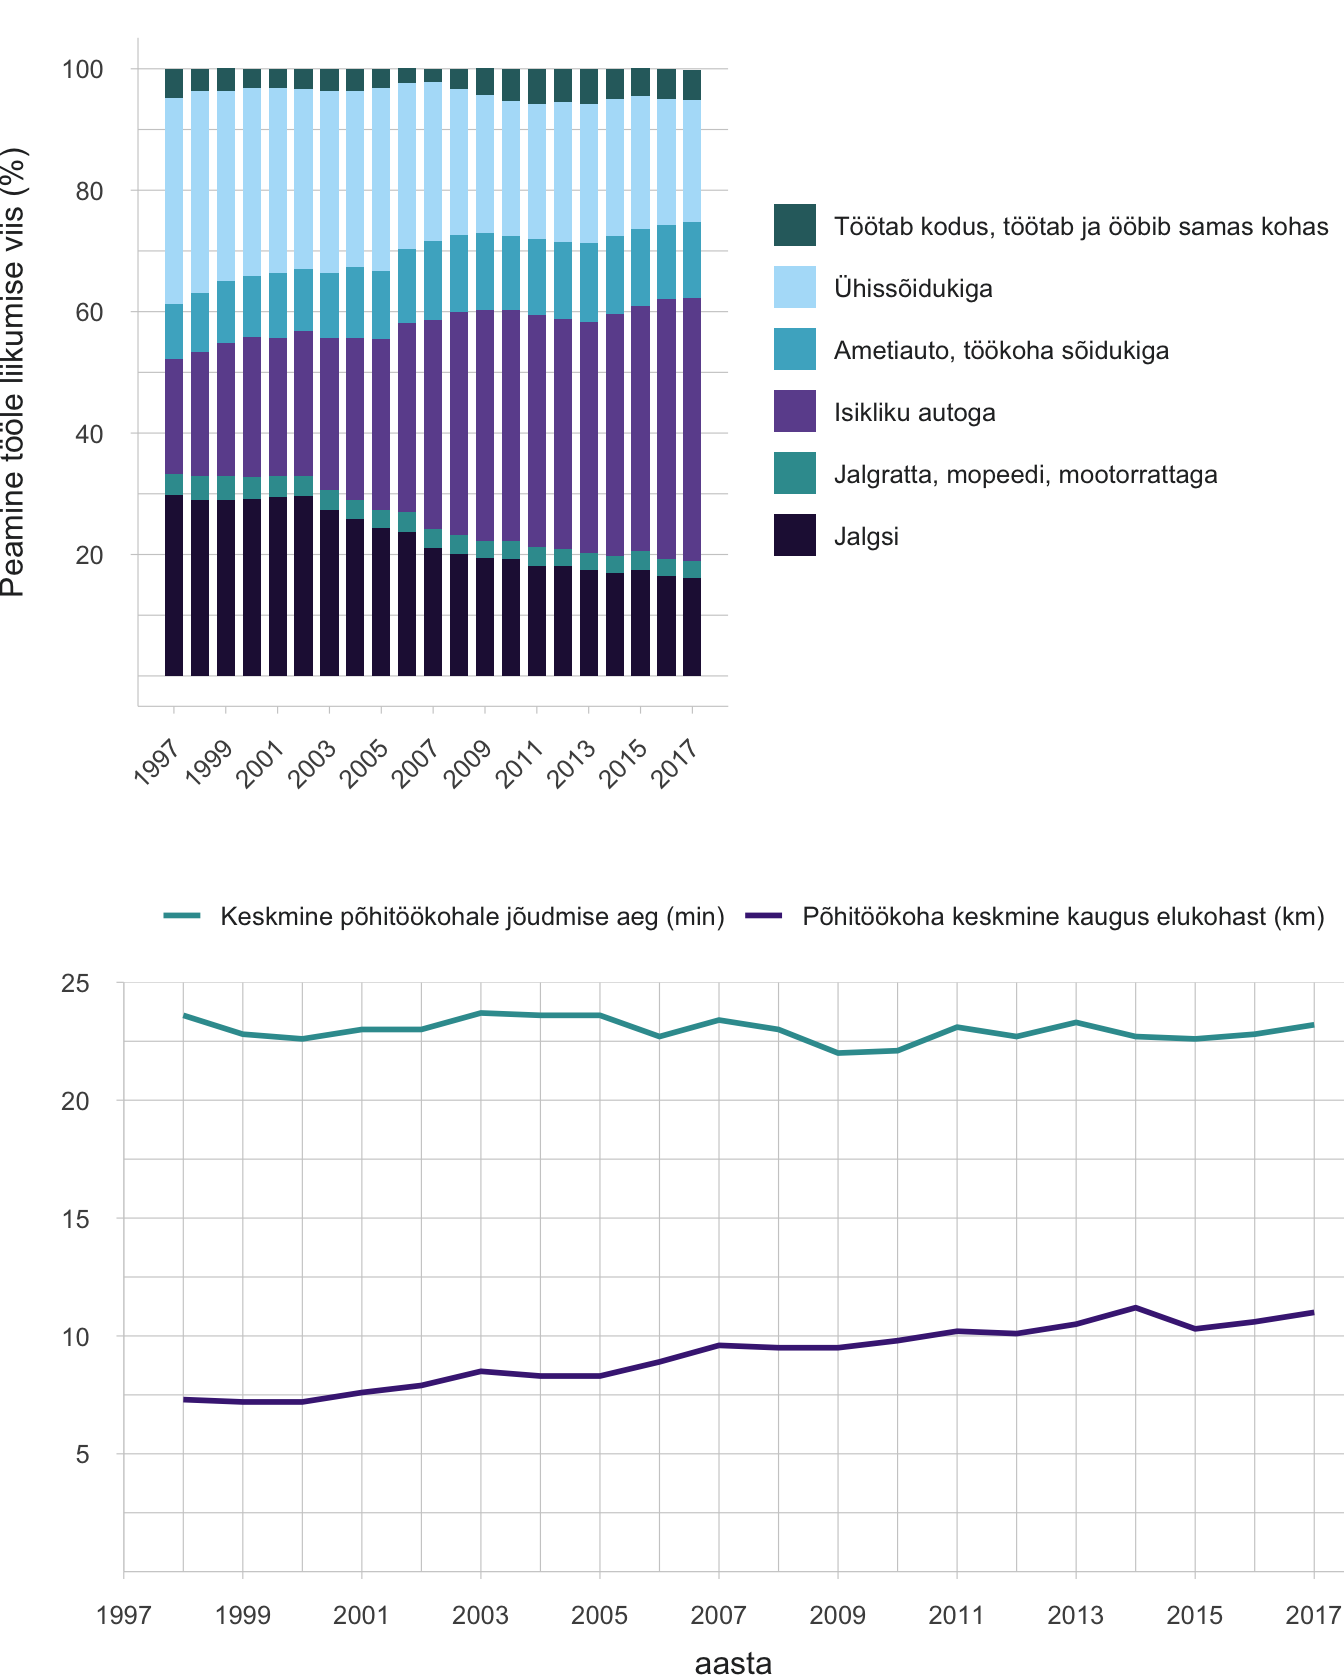 Peamine tööle liikumise viis (%)
100
80
60
40
20
1997 1999 2001 2003 2005 2007 2009 2011 2013 2015 2017
Töötab kodus, töötab ja ööbib samas kohas
Ühissõidukiga
Ametiauto, töökoha sõidukiga
Isikliku autoga
Jalgratta, mopeedi, mootorrattaga
Jalgsi
Keskmine põhitöökohale jõudmise aeg (min) Põhitöökoha keskmine kaugus elukohast (km)
25
20
15
10
5
1997 1999 2001 2003 2005 2007 2009 2011 2013 2015 2017
aasta